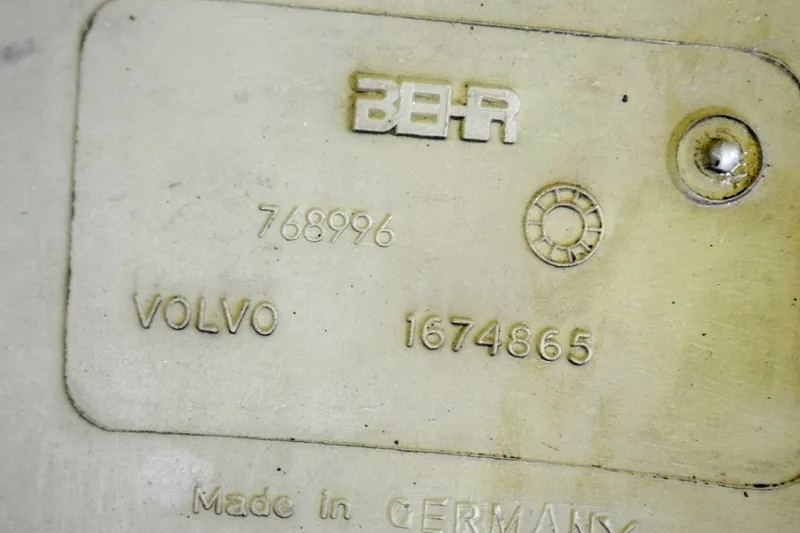 BEHR
768996
VOLVO 1674865
Made in GERMANY